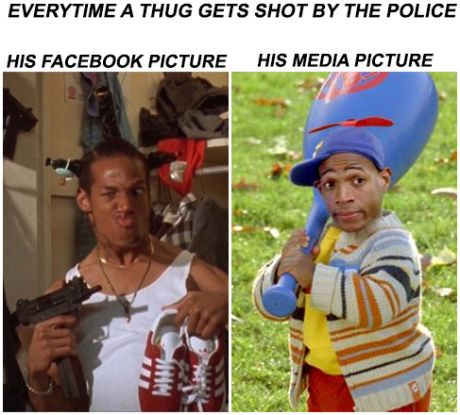 EVERYTIME A THUG GETS SHOT BY THE POLICE
HIS FACEBOOK PICTURE
HIS MEDIA PICTURE